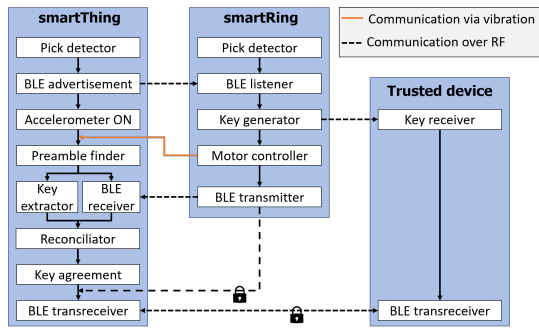 smartThing
Pick detector
BLE advertisement
Accelerometer ON
Preamble finder
Key
extractor
BLE
receiver
Reconciliator
Key agreement
BLE transreceiver
smartRing
Pick detector
BLE listener
Key generator
Motor controller
BLE transmitter
Communication via vibration
Communication over RF
Trusted device
Key receiver
BLE transreceiver